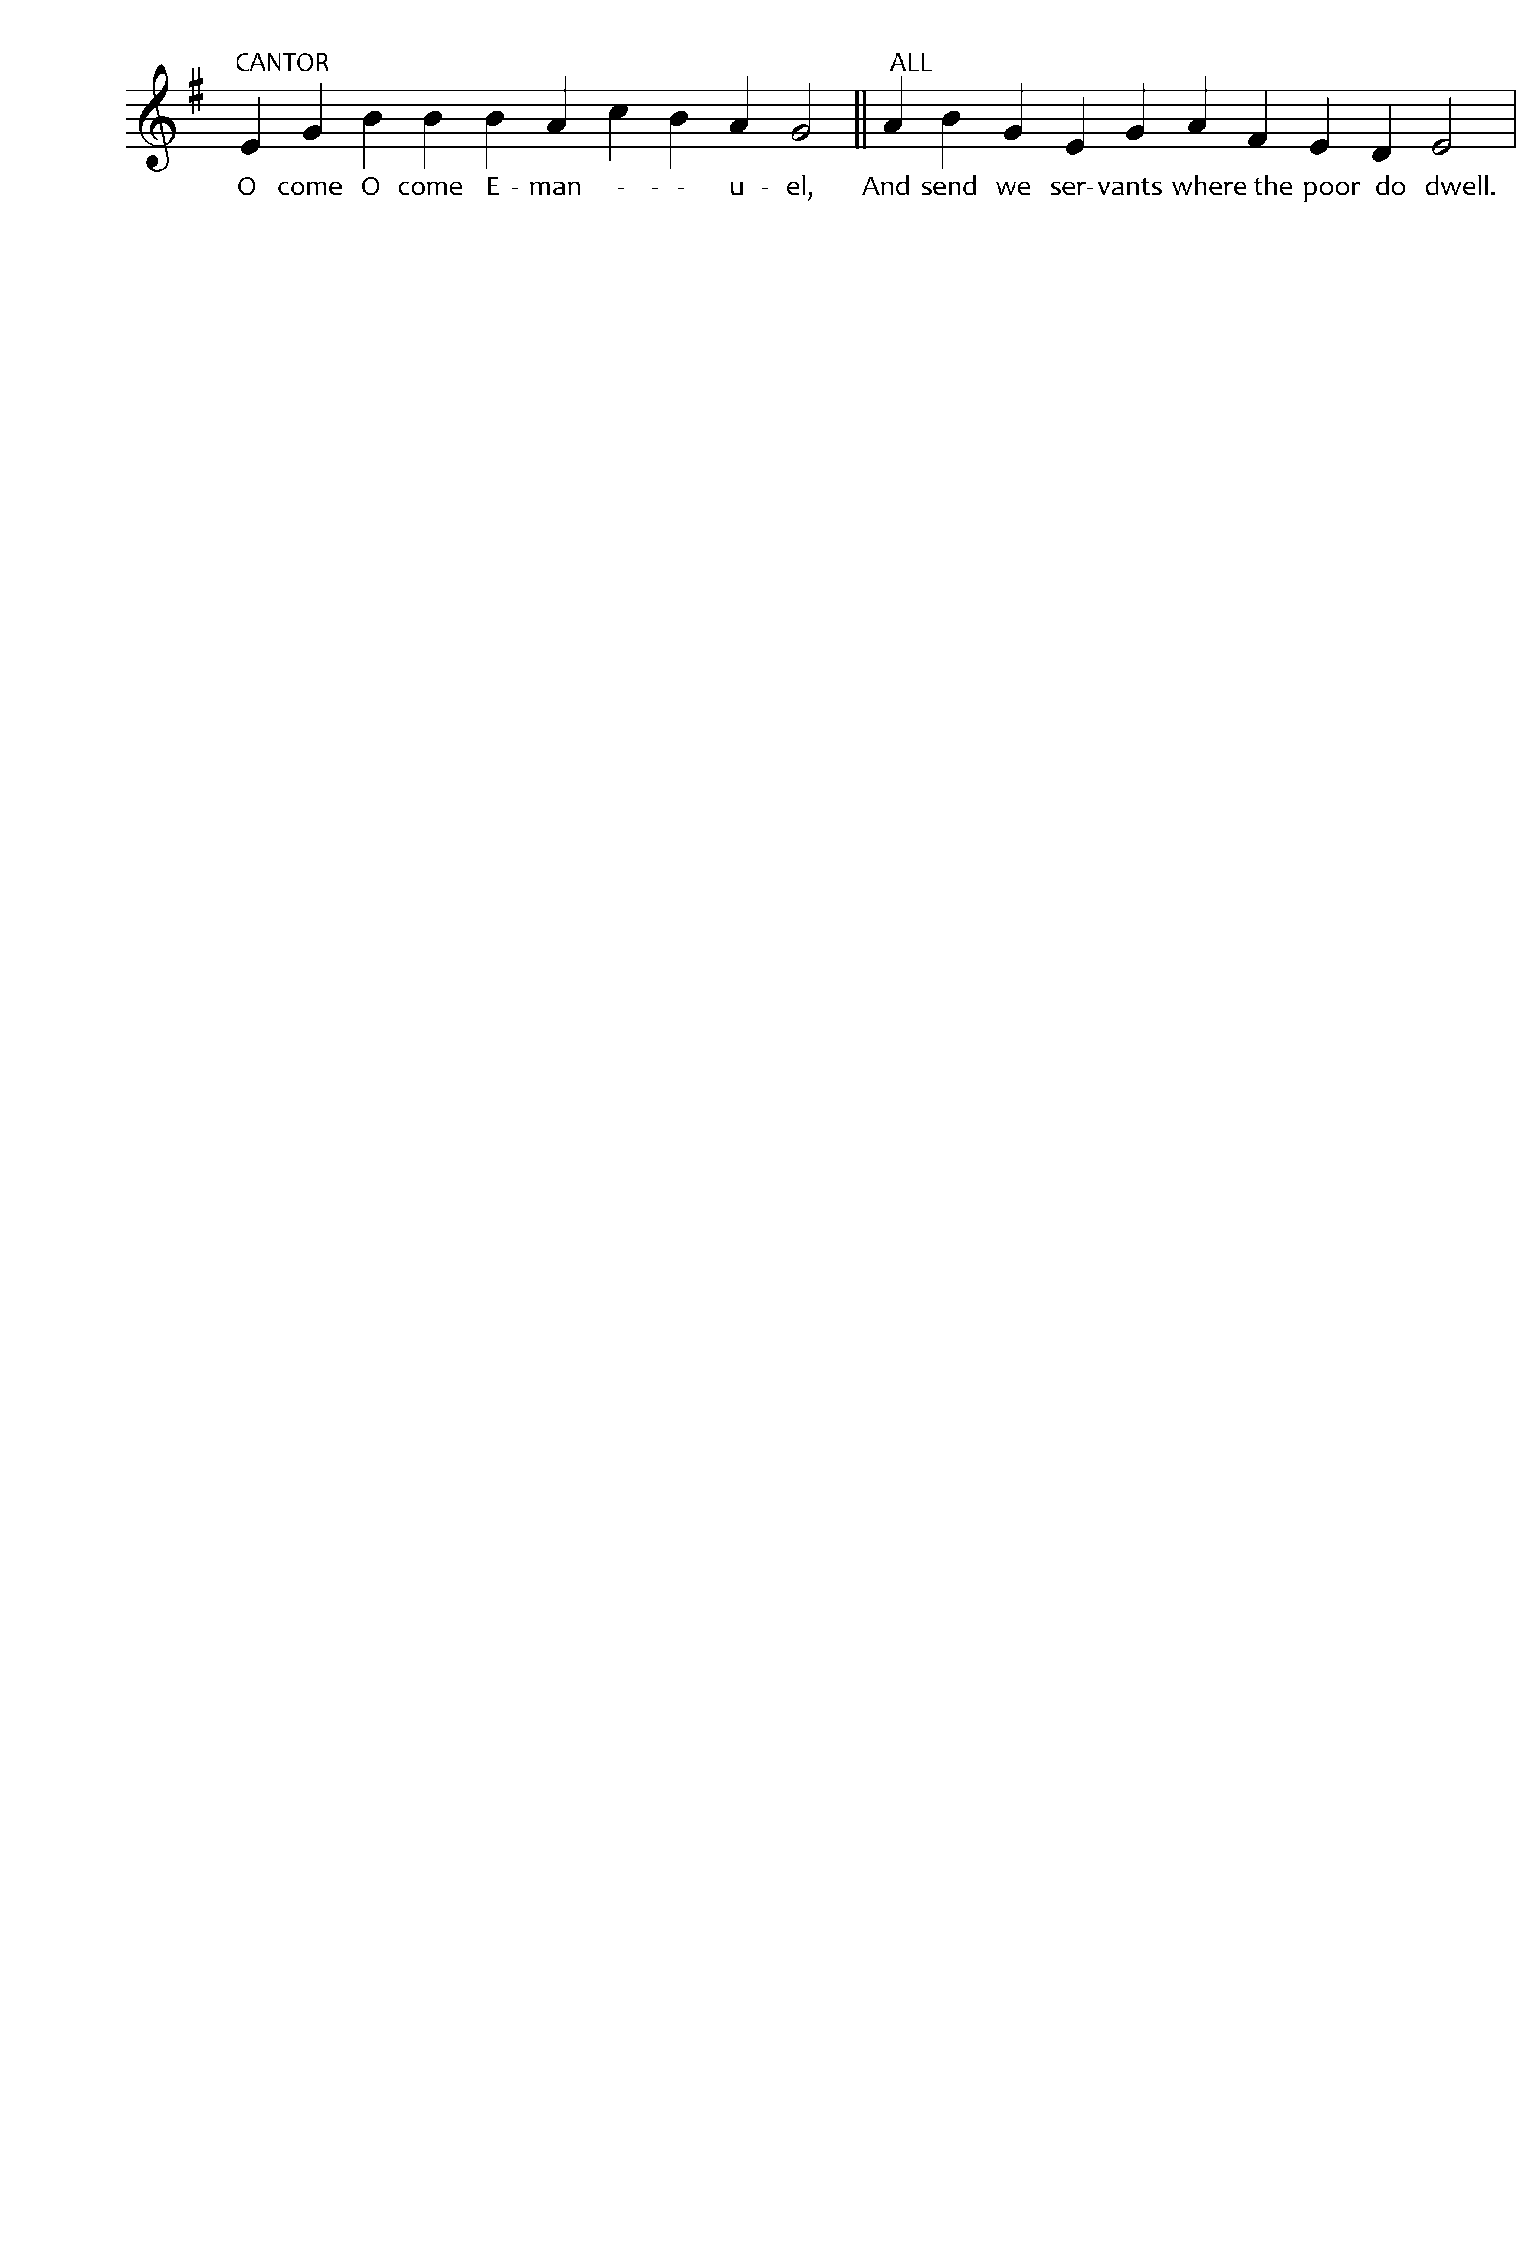 CANTOR ALL
O come O come E - man - - - u - el, And send we ser-vants where the poor do dwell.